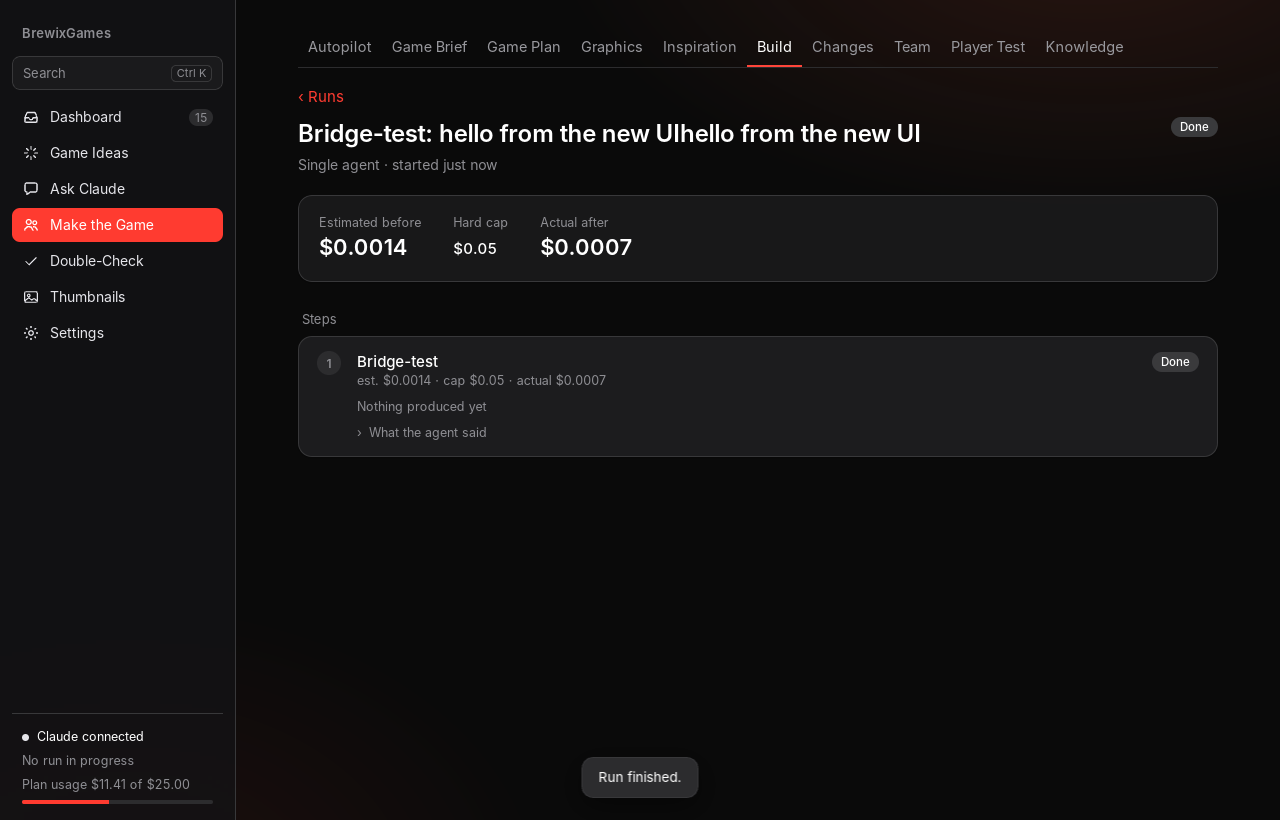 BrewixGames
Search
Ctrl K
Dashboard
15
Game Ideas
Ask Claude
Make the Game
Double-Check
Thumbnails
Settings
Claude connected
No run in progress
Plan usage $11.41 of $25.00
Autopilot
Game Brief
Game Plan
Graphics
Inspiration
Build
Changes
Team
Player Test
Knowledge
‹ Runs
Bridge-test: hello from the new UIhello from the new UI
Done
Single agent · started just now
Estimated before
$0.0014
Hard cap
$0.05
Actual after
$0.0007
Steps
1
Bridge-test
Done
est. $0.0014 · cap $0.05 · actual $0.0007
Nothing produced yet
› What the agent said
Run finished.